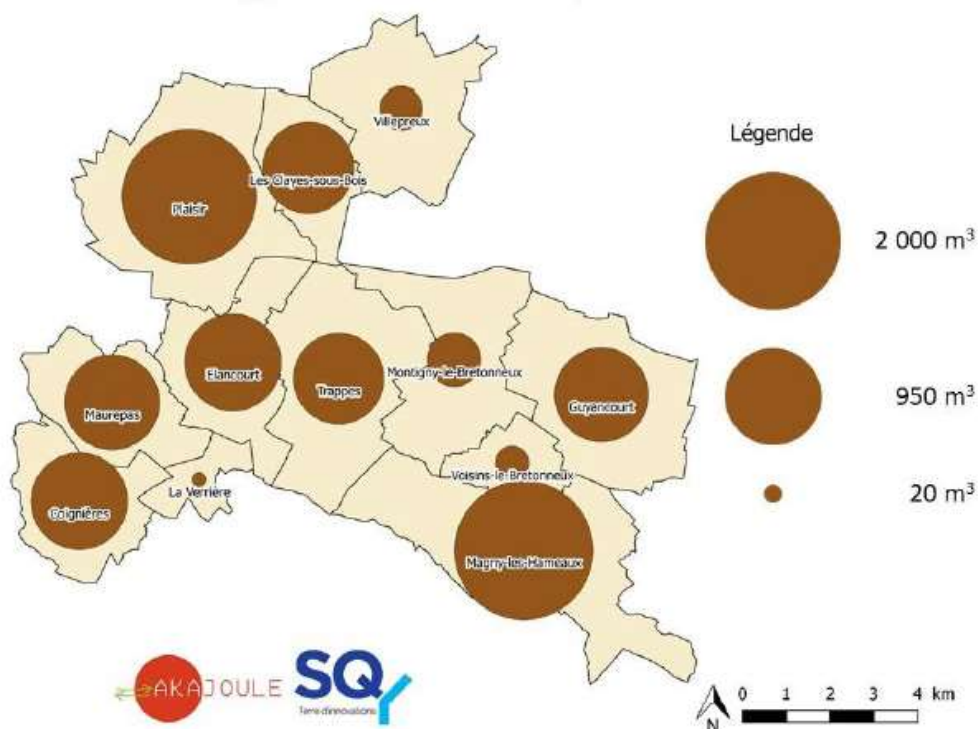 Villepreux
Légende
Les Clayes-sous-Bois
Plaisir
2 000 m³
Elancourt
Trappes
Montigny-le-Bretonneux
Guyancourt
950 m³
Maurepas
Voisins-le-Bretonneux
La Verrière
20 m³
Coignières
Magny-les-Hameaux
AKAJOULE
SQY
Terre d'innovations
N
0 1 2 3 4 km